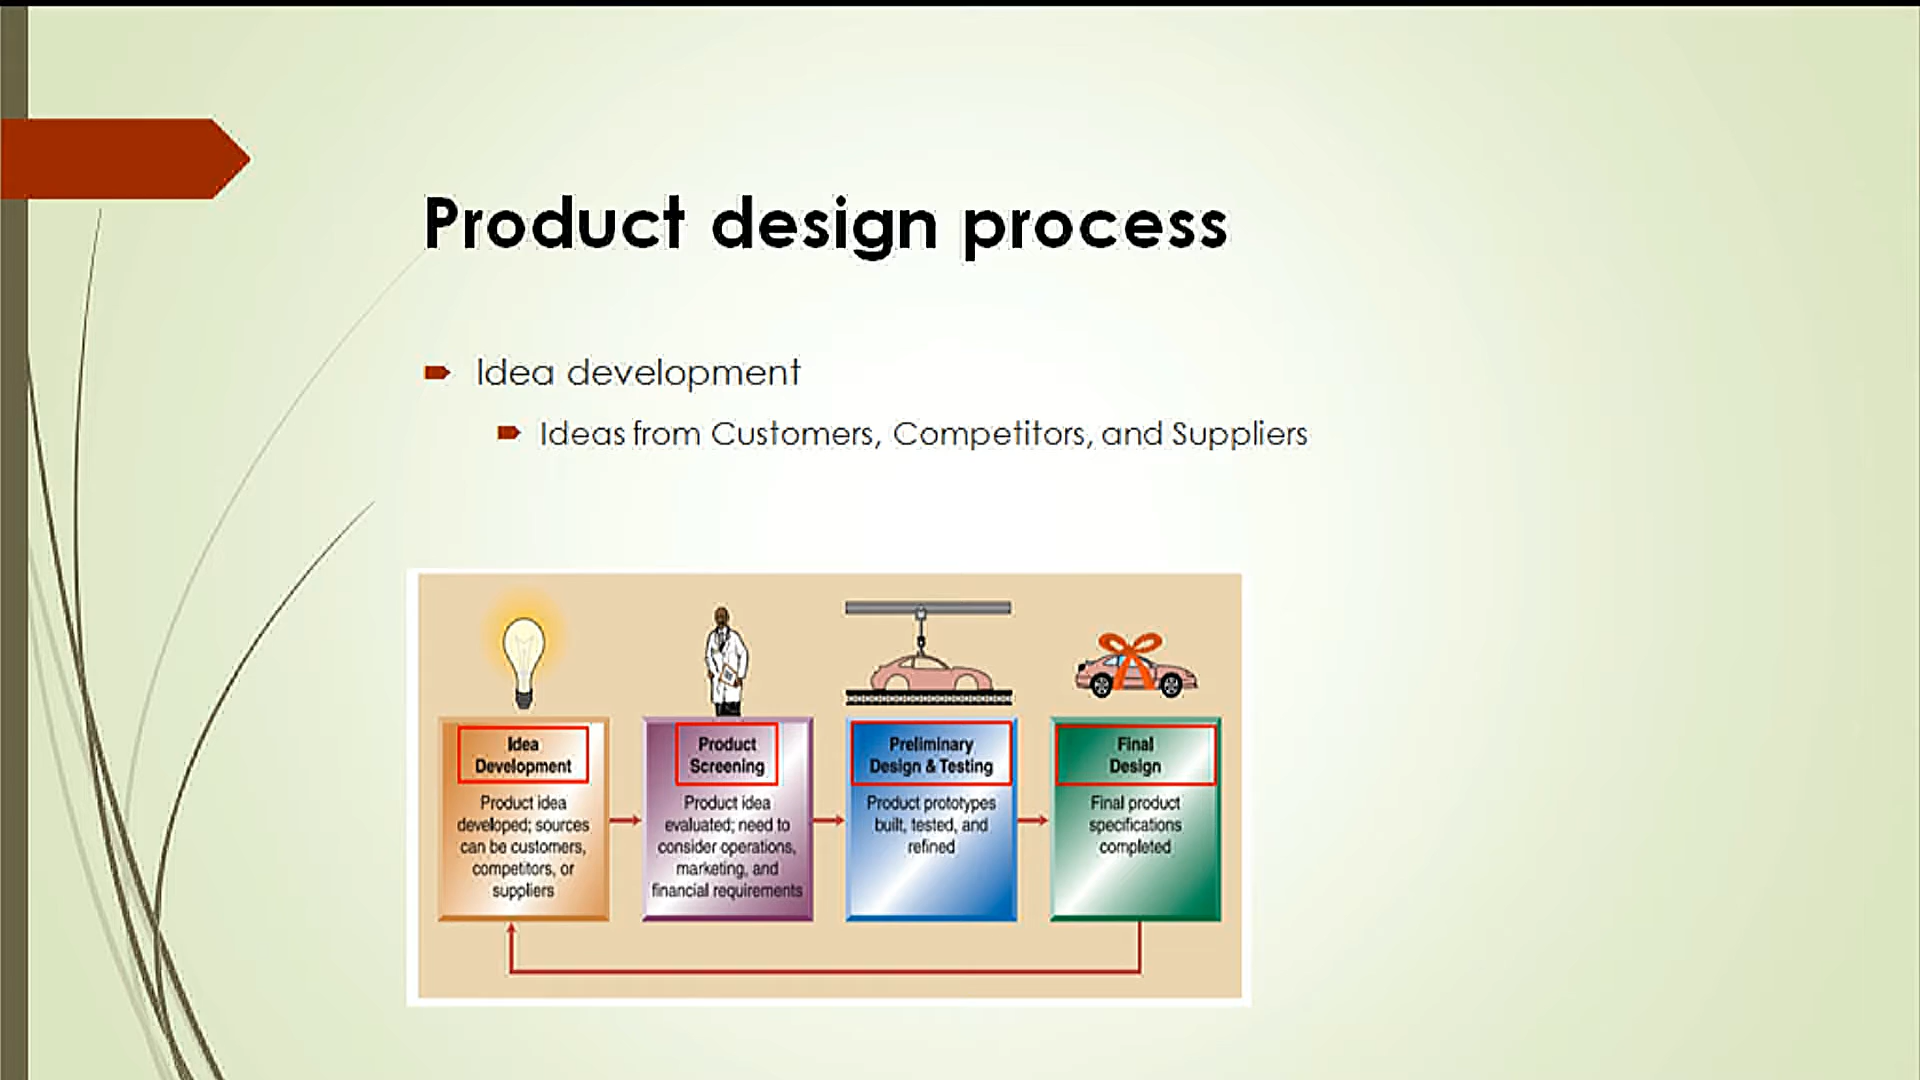 Product design process
Idea development
Ideas from Customers, Competitors, and Suppliers
Idea
Development
Product idea
developed; sources
can be customers,
competitors, or
suppliers
Product
Screening
Product idea
evaluated; need to
consider operations,
marketing, and
financial requirements
Preliminary
Design & Testing
Product prototypes
built, tested, and
refined
Final
Design
Final product
specifications
completed